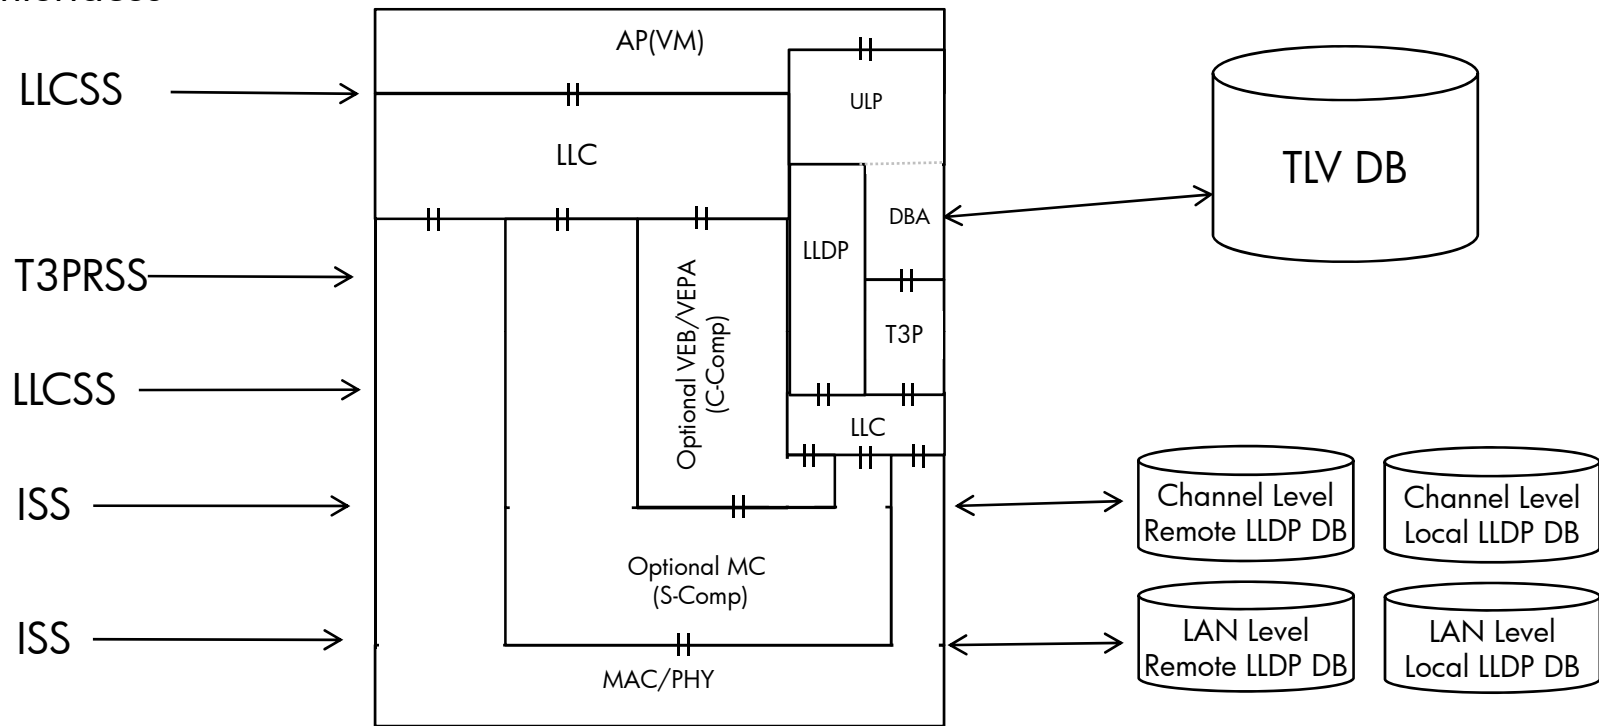 LLCSS
T3PRSS
LLCSS
ISS
ISS
AP(VM)
ULP
LLC
LLDP
DBA
T3P
LLC
Optional VEB/VEPA
(C-Comp)
Optional MC
(S-Comp)
MAC/PHY
TLV DB
Channel Level
Remote LLDP DB
Channel Level
Local LLDP DB
LAN Level
Remote LLDP DB
LAN Level
Local LLDP DB